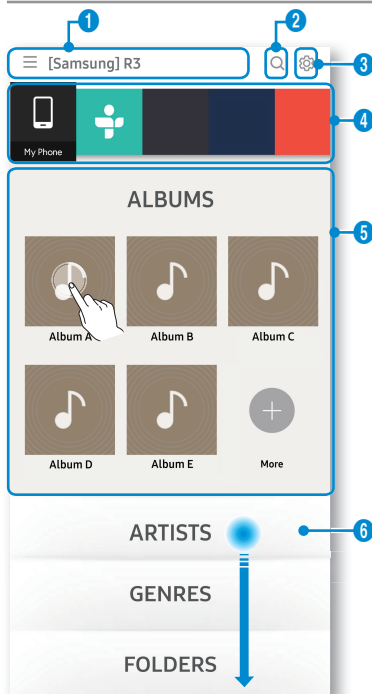 1 2
[Samsung] R3 3
4
My Phone
ALBUMS
5
Album A Album B Album C
Album D Album E More
ARTISTS 6
GENRES
FOLDERS